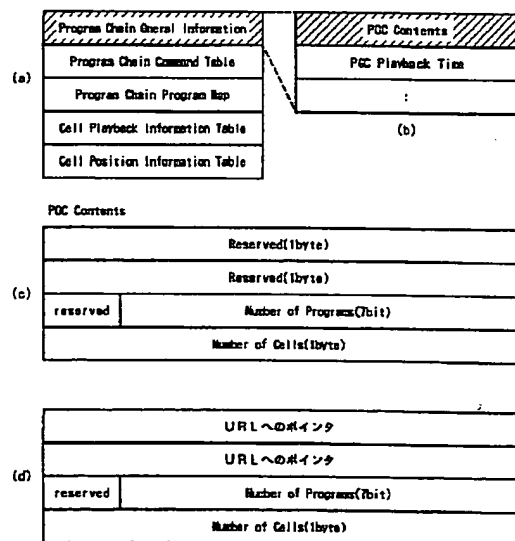 Program Chain Gneral Information
PGC Contents
(a)
Program Chain Command Table
PGC Playback Time
Program Chain Program Map
:
Cell Playback Information Table
(b)
Cell Position Information Table
PGC Contents
(c)
Reserved(1byte)
Reserved(1byte)
reserved
Number of Programs(7bit)
Number of Cells(1byte)
(d)
URLへのポインタ
URLへのポインタ
reserved
Number of Programs(7bit)
Number of Cells(1byte)